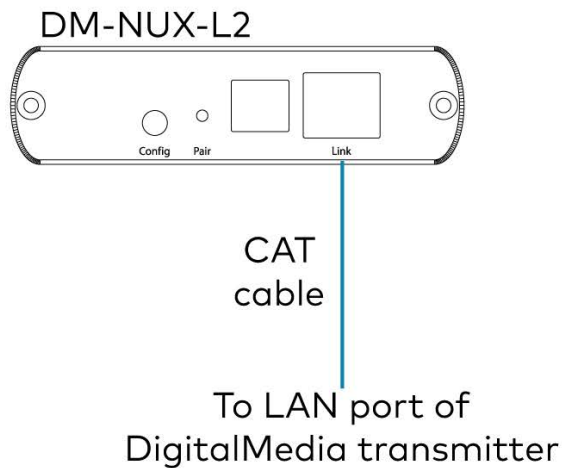 DM-NUX-L2
Config Pair Link
CAT
cable
To LAN port of
DigitalMedia transmitter